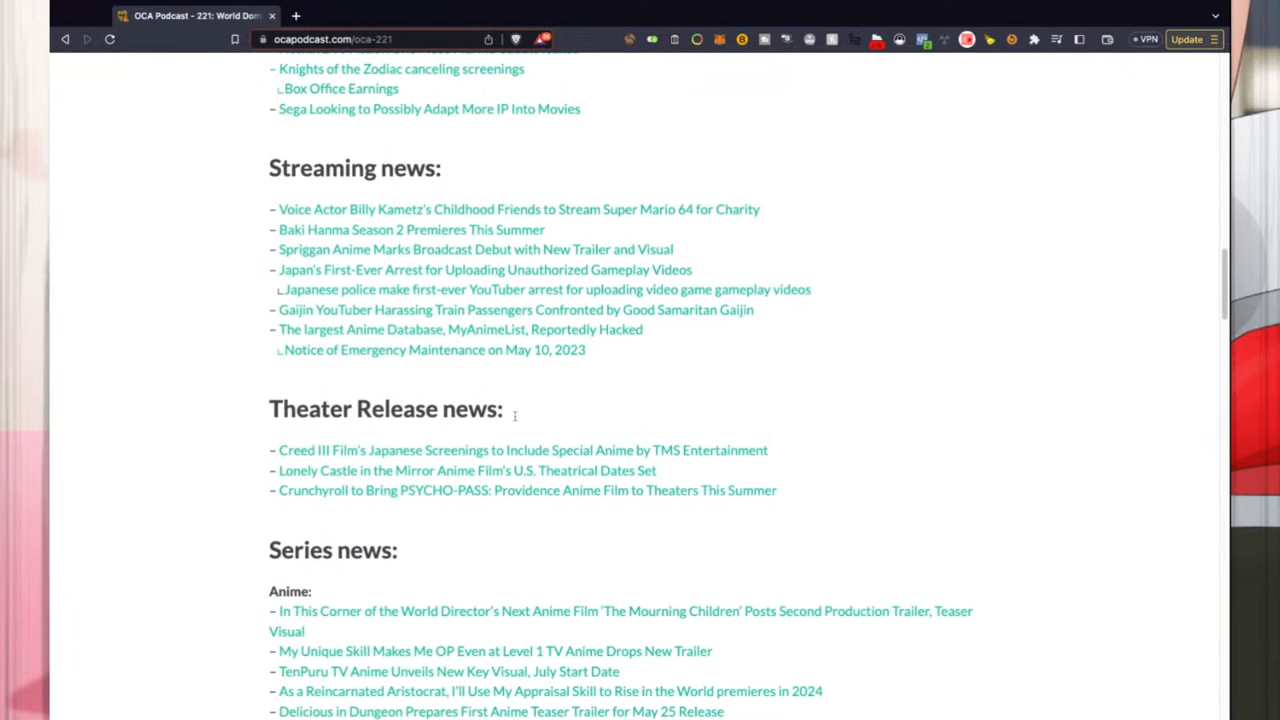 OCA Podcast - 221: World Dom
ocapodcast.com/oca-221
VPN
Update
– Knights of the Zodiac canceling screenings
Box Office Earnings
– Sega Looking to Possibly Adapt More IP Into Movies
Streaming news:
– Voice Actor Billy Kametz’s Childhood Friends to Stream Super Mario 64 for Charity
– Baki Hanma Season 2 Premieres This Summer
– Spriggan Anime Marks Broadcast Debut with New Trailer and Visual
– Japan’s First-Ever Arrest for Uploading Unauthorized Gameplay Videos
Japanese police make first-ever YouTuber arrest for uploading video game gameplay videos
– Gaijin YouTuber Harassing Train Passengers Confronted by Good Samaritan Gaijin
– The largest Anime Database, MyAnimeList, Reportedly Hacked
Notice of Emergency Maintenance on May 10, 2023
Theater Release news:
– Creed III Film’s Japanese Screenings to Include Special Anime by TMS Entertainment
– Lonely Castle in the Mirror Anime Film’s U.S. Theatrical Dates Set
– Crunchyroll to Bring PSYCHO-PASS: Providence Anime Film to Theaters This Summer
Series news:
Anime:
– In This Corner of the World Director’s Next Anime Film ‘The Mourning Children’ Posts Second Production Trailer, Teaser
Visual
– My Unique Skill Makes Me OP Even at Level 1 TV Anime Drops New Trailer
– TenPuru TV Anime Unveils New Key Visual, July Start Date
– As a Reincarnated Aristocrat, I’ll Use My Appraisal Skill to Rise in the World premieres in 2024
– Delicious in Dungeon Prepares First Anime Teaser Trailer for May 25 Release